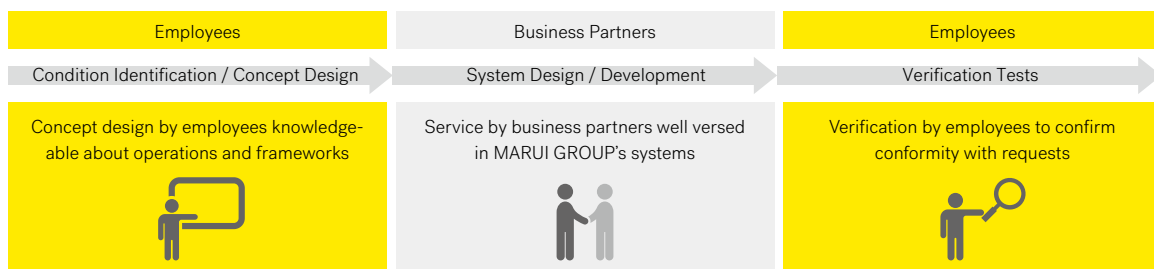 Employees
Business Partners
Employees
Condition Identification / Concept Design
System Design / Development
Verification Tests
Concept design by employees knowledge-
able about operations and frameworks
Service by business partners well versed
in MARUI GROUP's systems
Verification by employees to confirm
conformity with requests